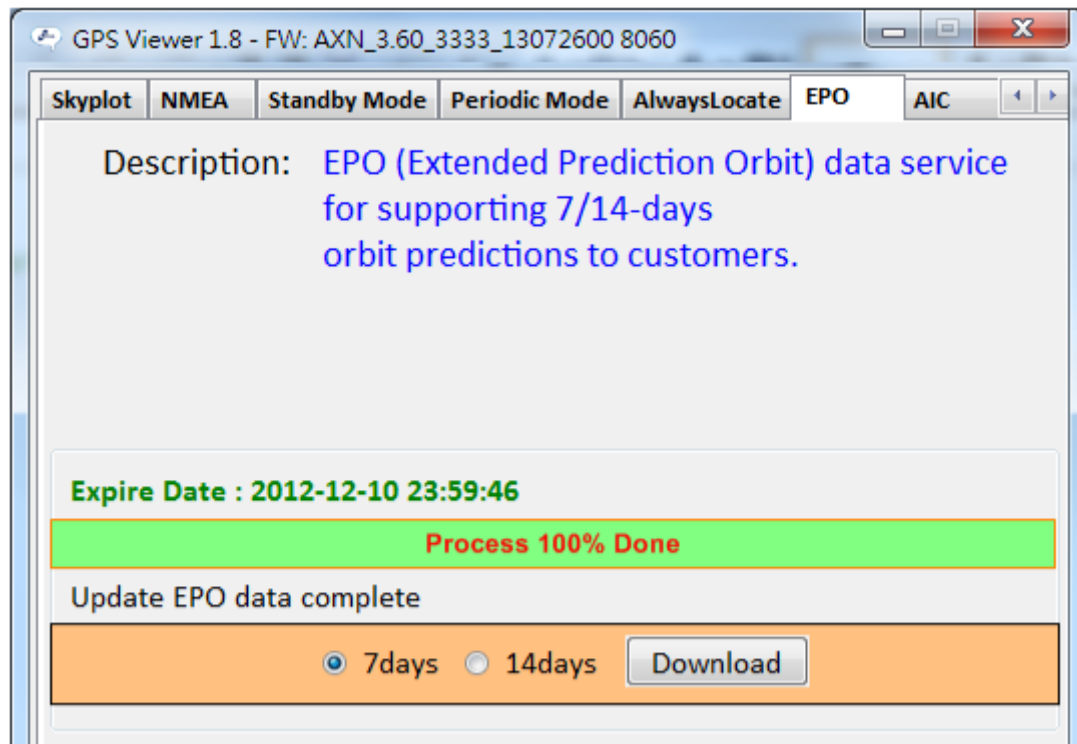 GPS Viewer 1.8 - FW: AXN_3.60_3333_13072600 8060
Skyplot NMEA Standby Mode Periodic Mode AlwaysLocate EPO AIC
Description: EPO (Extended Prediction Orbit) data service
for supporting 7/14-days
orbit predictions to customers.
Expire Date : 2012-12-10 23:59:46
Process 100% Done
Update EPO data complete
7days 14days Download